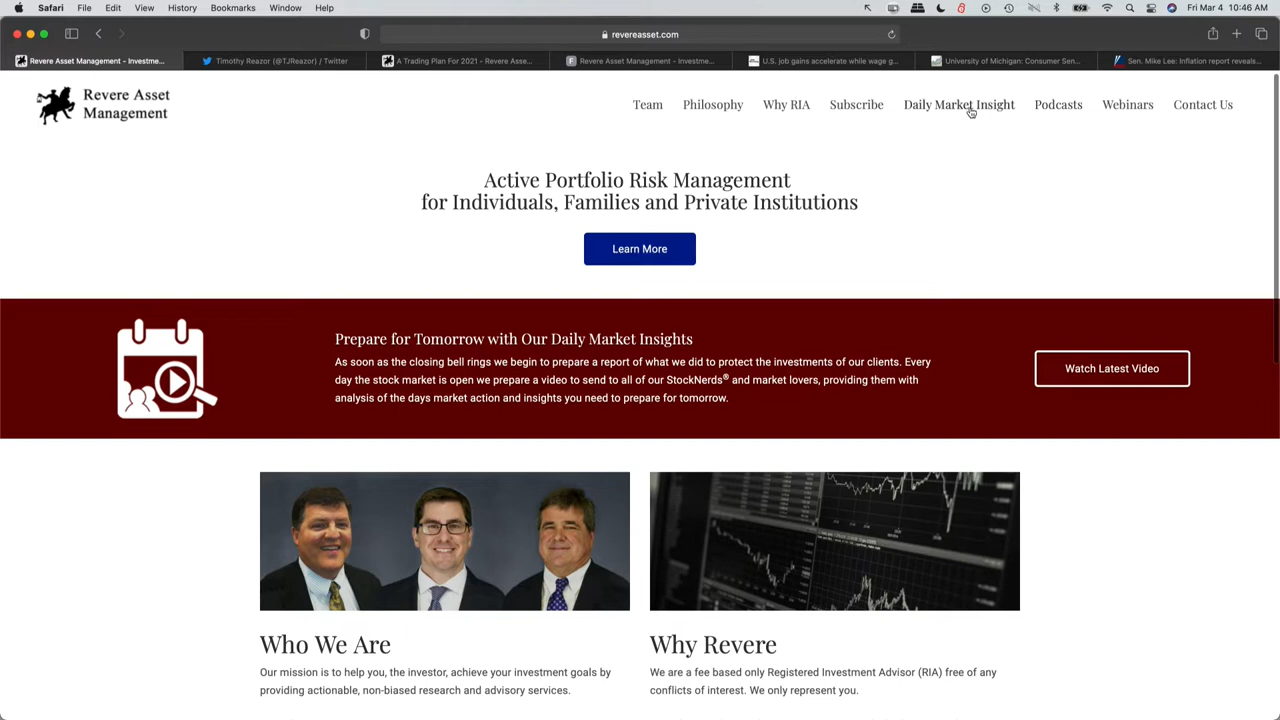 Safari File Edit View History Bookmarks Window Help
Fri Mar 4 10:46 AM
revereasset.com
Revere Asset Management - Investme...
Timothy Reazor (@TJReazor) / Twitter
A Trading Plan For 2021 - Revere Asse...
Revere Asset Management - Investme...
U.S. job gains accelerate while wage g...
University of Michigan: Consumer Sen...
Sen. Mike Lee: Inflation report reveals...
Revere Asset
Management
Team Philosophy Why RIA Subscribe Daily Market Insight Podcasts Webinars Contact Us
Active Portfolio Risk Management
for Individuals, Families and Private Institutions
Learn More
Prepare for Tomorrow with Our Daily Market Insights
As soon as the closing bell rings we begin to prepare a report of what we did to protect the investments of our clients. Every
day the stock market is open we prepare a video to send to all of our StockNerds® and market lovers, providing them with
analysis of the days market action and insights you need to prepare for tomorrow.
Watch Latest Video
Who We Are
Our mission is to help you, the investor, achieve your investment goals by
providing actionable, non-biased research and advisory services.
Why Revere
We are a fee based only Registered Investment Advisor (RIA) free of any
conflicts of interest. We only represent you.